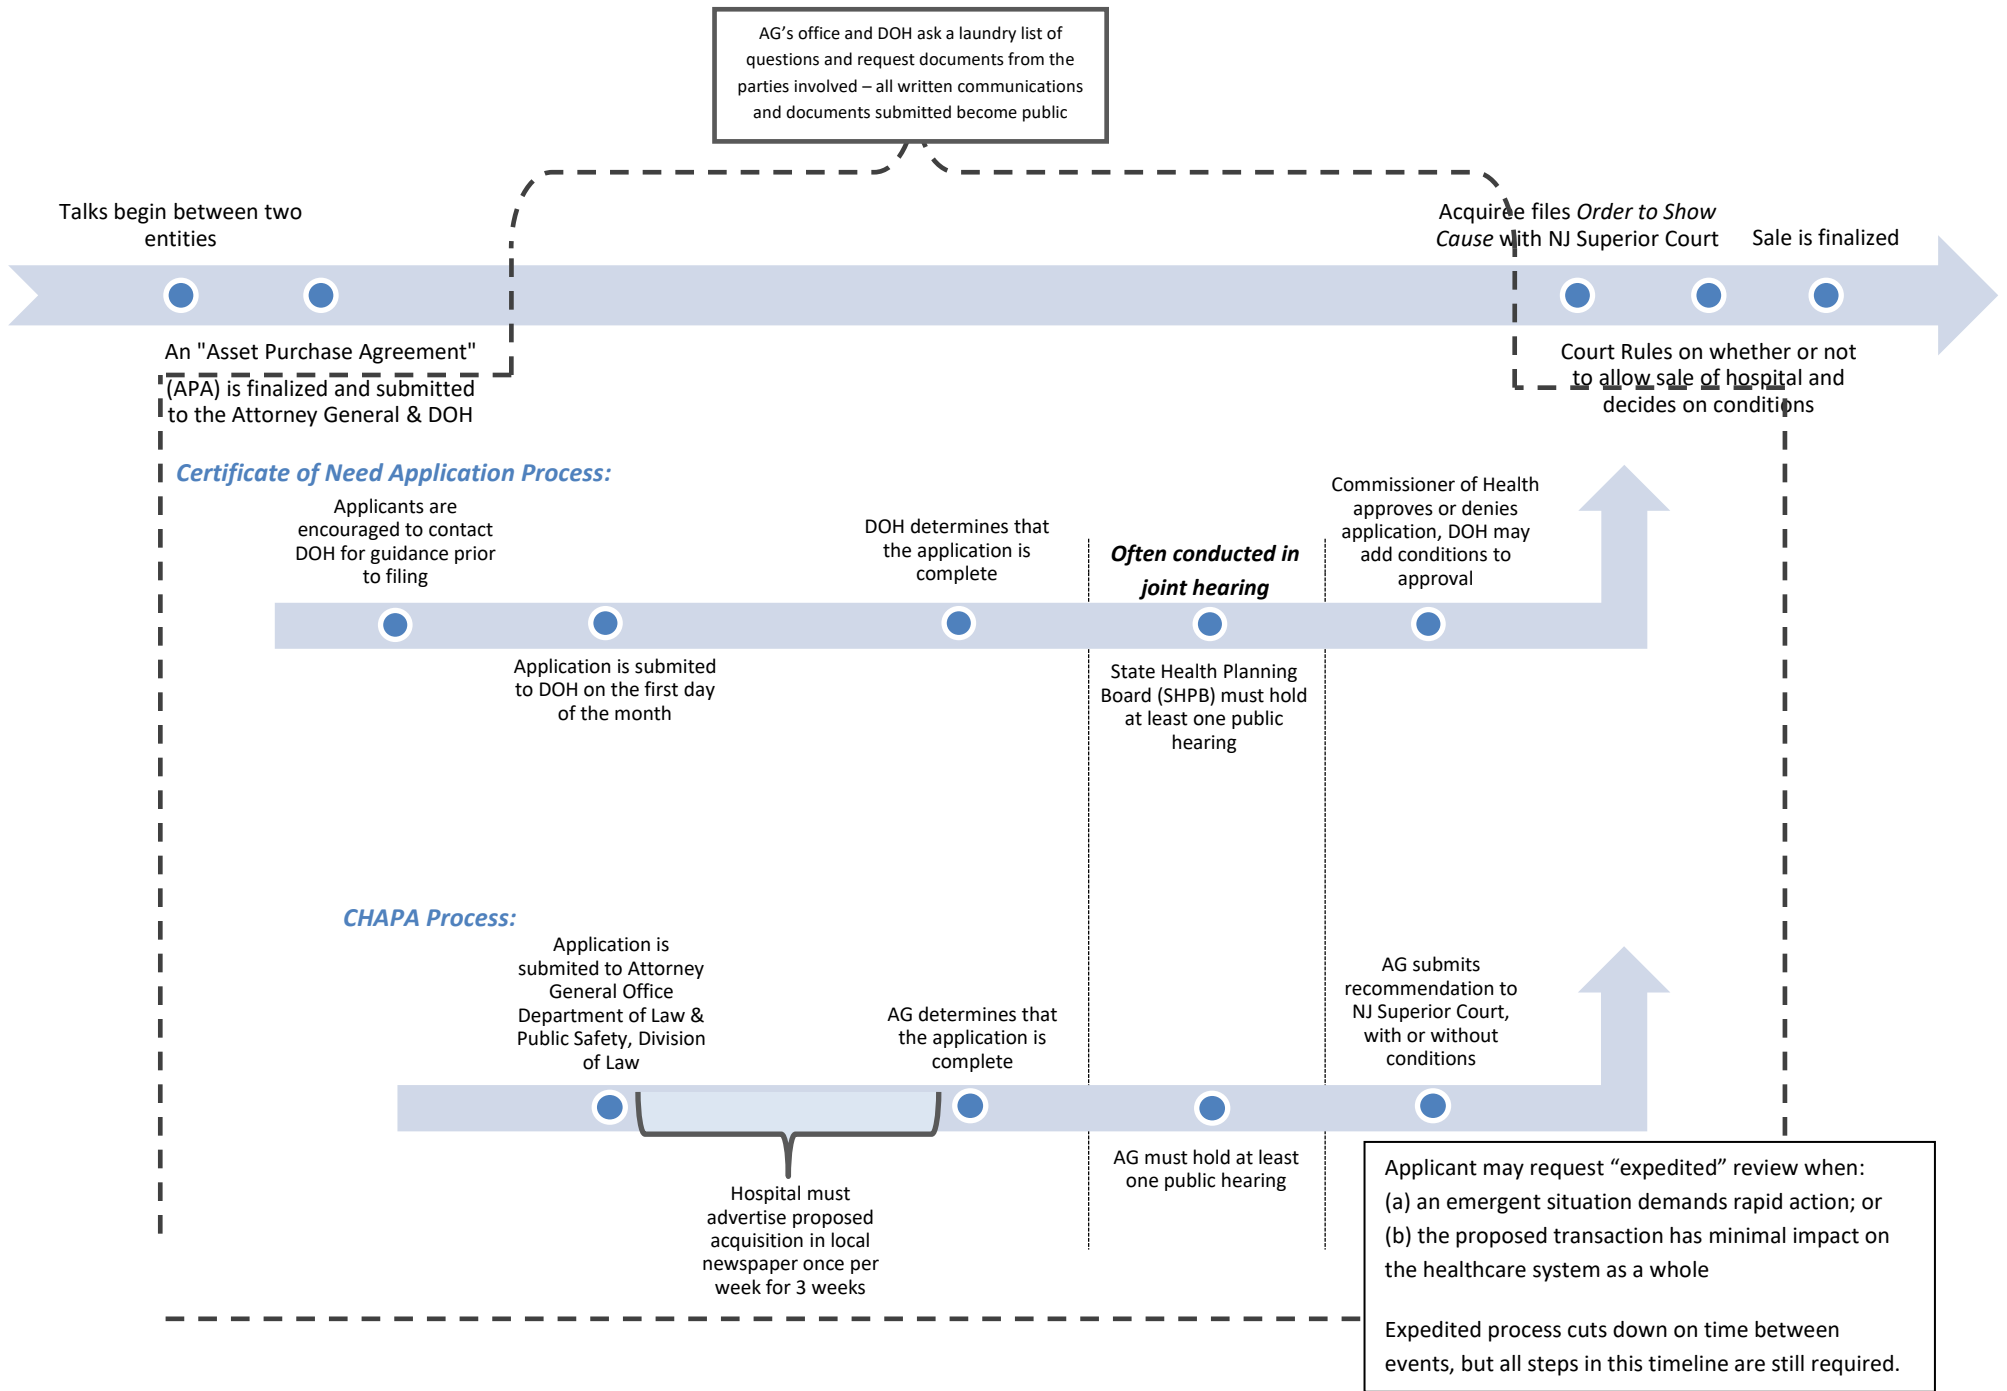 AG’s office and DOH ask a laundry list of
questions and request documents from the
parties involved – all written communications
and documents submitted become public
Talks begin between two
entities
Acquiree files Order to Show
Cause with NJ Superior Court
Sale is finalized
An "Asset Purchase Agreement"
(APA) is finalized and submitted
to the Attorney General & DOH
Court Rules on whether or not
to allow sale of hospital and
decides on conditions
Certificate of Need Application Process:
Applicants are
encouraged to contact
DOH for guidance prior
to filing
DOH determines that
the application is
complete
Often conducted in
joint hearing
Commissioner of Health
approves or denies
application, DOH may
add conditions to
approval
Application is submited
to DOH on the first day
of the month
State Health Planning
Board (SHPB) must hold
at least one public
hearing
CHAPA Process:
Application is
submited to Attorney
General Office
Department of Law &
Public Safety, Division
of Law
AG determines that
the application is
complete
AG submits
recommendation to
NJ Superior Court,
with or without
conditions
Hospital must
advertise proposed
acquisition in local
newspaper once per
week for 3 weeks
AG must hold at least
one public hearing
Applicant may request “expedited” review when:
(a) an emergent situation demands rapid action; or
(b) the proposed transaction has minimal impact on
the healthcare system as a whole
Expedited process cuts down on time between
events, but all steps in this timeline are still required.